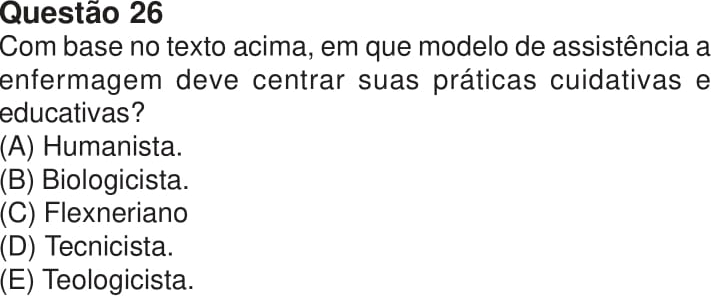 Questão 26
Com base no texto acima, em que modelo de assistência a
enfermagem deve centrar suas práticas cuidativas e
educativas?
(A) Humanista.
(B) Biologicista.
(C) Flexneriano
(D) Tecnicista.
(E) Teologicista.